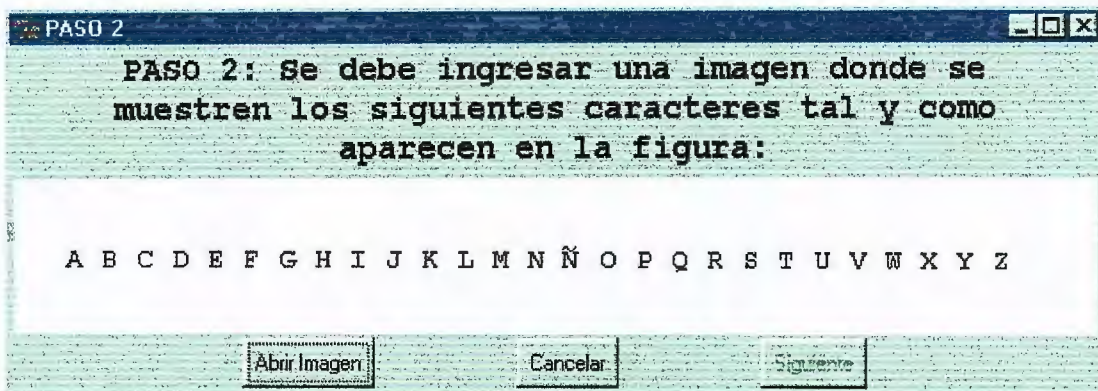 PASO 2
PASO 2: Se debe ingresar una imagen donde se
muestren los siguientes caracteres tal y como
aparecen en la figura:
A B C D E F G H I J K L M N Ñ O P Q R S T U V W X Y Z
Abrir Imagen Cancelar Siguiente